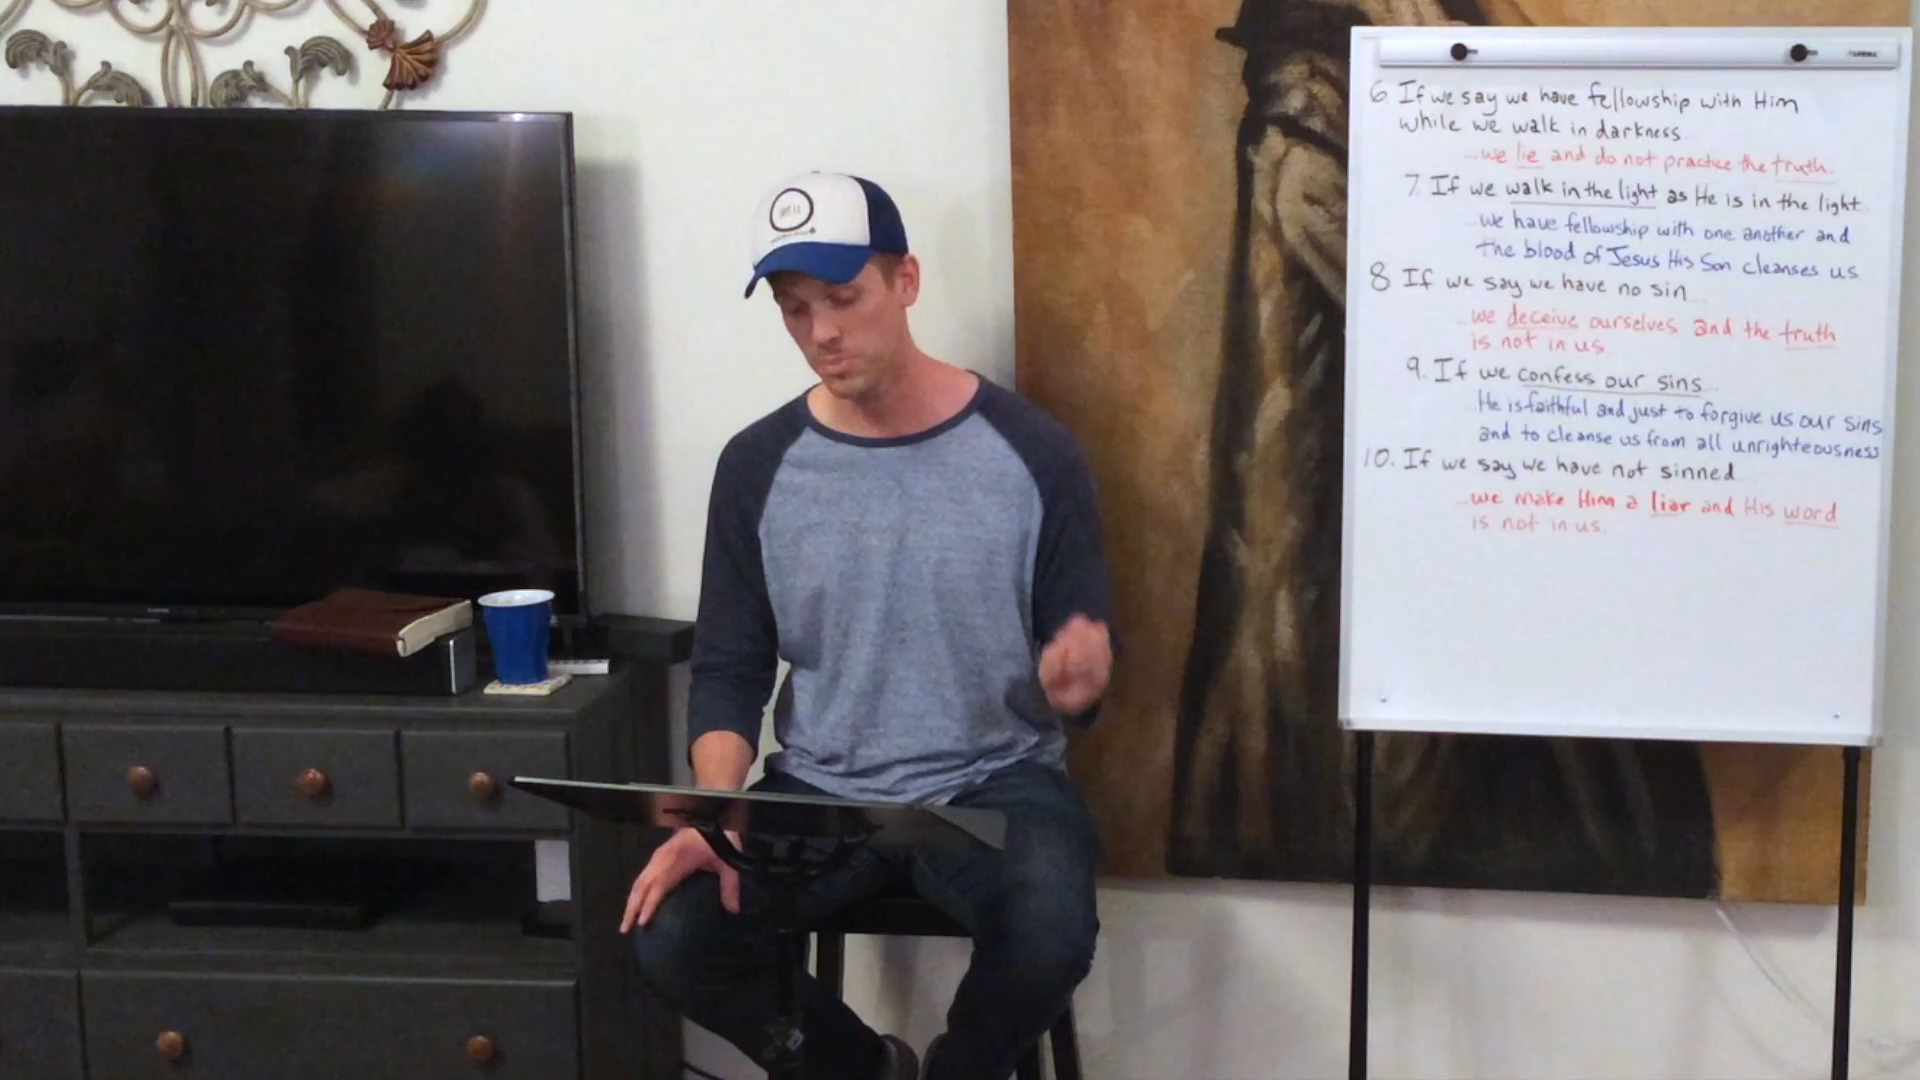 6. If we say we have fellowship with Him
while we walk in darkness...
...we lie and do not practice the truth.
7. If we walk in the light as He is in the light...
...we have fellowship with one another and
the blood of Jesus His Son cleanses us
8 If we say we have no sin...
...we deceive ourselves and the truth
is not in us
9. If we confess our sins...
...He is faithful and just to forgive us our sins
and to cleanse us from all unrighteousness
10. If we say we have not sinned...
...we make Him a liar and His word
is not in us.